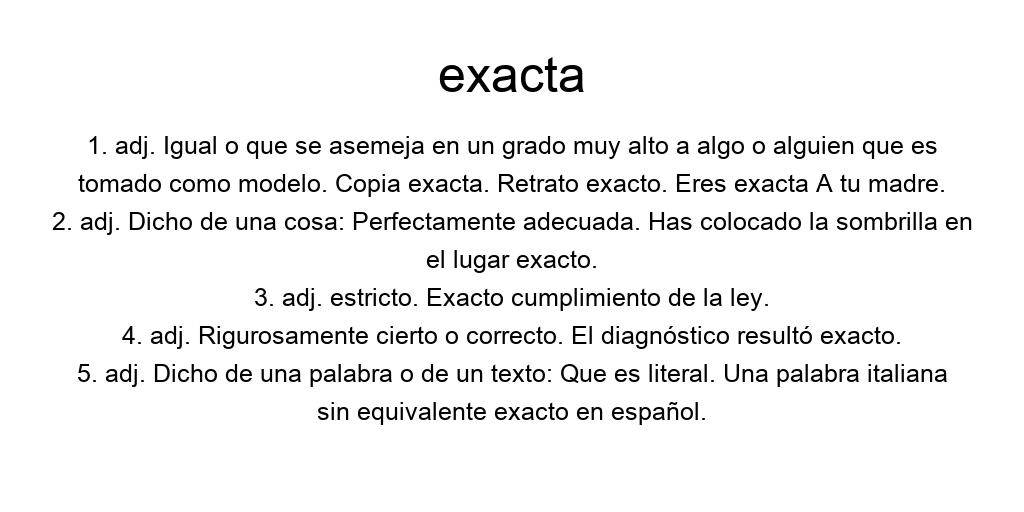 exacta
1. adj. Igual o que se asemeja en un grado muy alto a algo o alguien que es
tomado como modelo. Copia exacta. Retrato exacto. Eres exacta A tu madre.
2. adj. Dicho de una cosa: Perfectamente adecuada. Has colocado la sombrilla en
el lugar exacto.
3. adj. estricto. Exacto cumplimiento de la ley.
4. adj. Rigurosamente cierto o correcto. El diagnóstico resultó exacto.
5. adj. Dicho de una palabra o de un texto: Que es literal. Una palabra italiana
sin equivalente exacto en español.